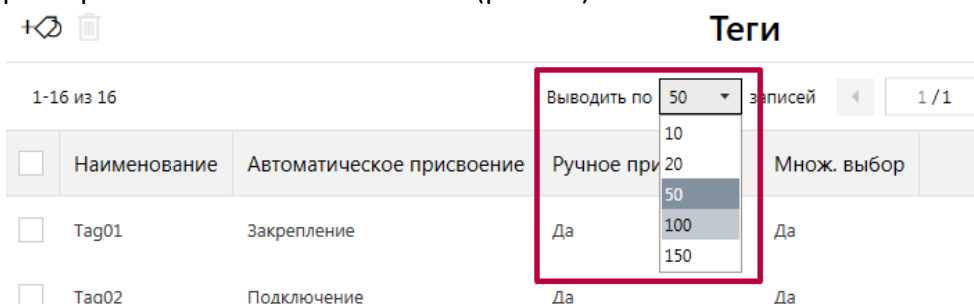 Теги
1-16 из 16 Выводить по 50 записей 1/1
10
Наименование Автоматическое присвоение Ручное при 20 Множ. выбор
50
Tag01 Закрепление Да 100 Да
150
Tag02 Подключение Да Да